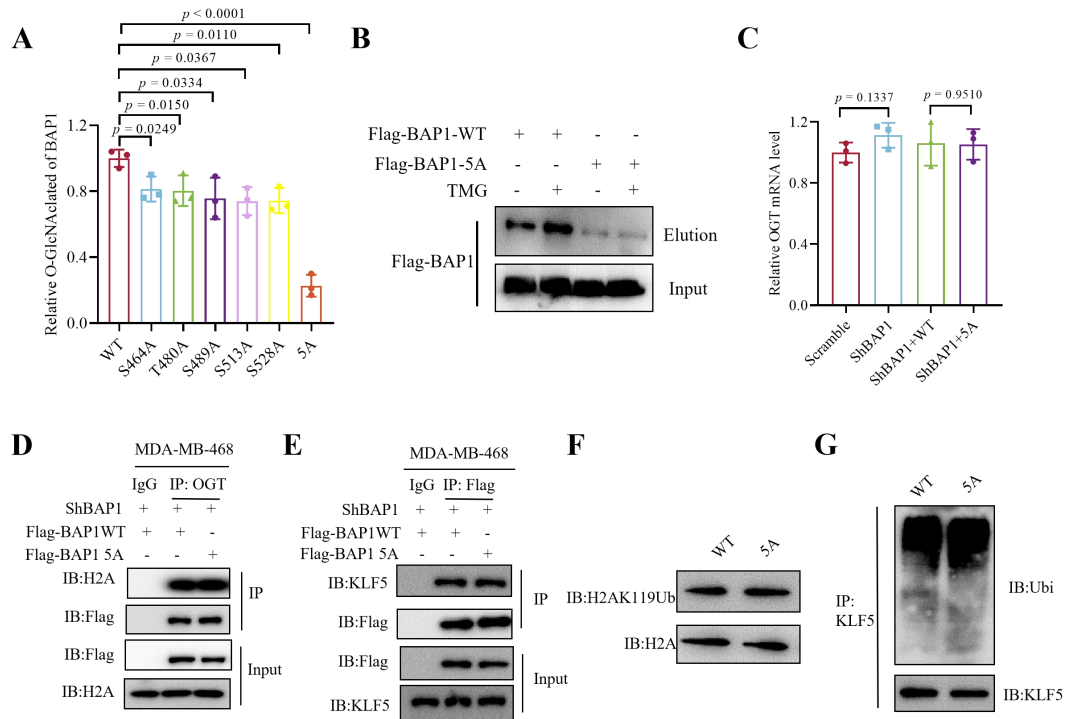 A
p < 0.0001
p = 0.0110
p = 0.0367
p = 0.0334
p = 0.0150
p = 0.0249
Relative O-GlcNAclated of BAP1
1.2
0.8
0.4
0.0
WT
S464A
T480A
S489A
S513A
S528A
5A
B
Flag-BAP1-WT + + - -
Flag-BAP1-5A - - + +
TMG - + - +
Flag-BAP1
Elution
Input
C
p = 0.1337
p = 0.9510
Relative OGT mRNA level
1.2
0.8
0.4
0.0
Scramble
ShBAP1
ShBAP1+WT
ShBAP1+5A
D
MDA-MB-468
IgG IP: OGT
ShBAP1 + + +
Flag-BAP1WT + + -
Flag-BAP1 5A - - +
IB:H2A
IB:Flag
IP
IB:Flag
IB:H2A
Input
E
MDA-MB-468
IgG IP: Flag
ShBAP1 + + +
Flag-BAP1WT + + -
Flag-BAP1 5A - - +
IB:KLF5
IB:Flag
IP
IB:Flag
IB:KLF5
Input
F
WT 5A
IB:H2AK119Ub
IB:H2A
G
WT 5A
IP:
KLF5
IB:Ubi
IB:KLF5